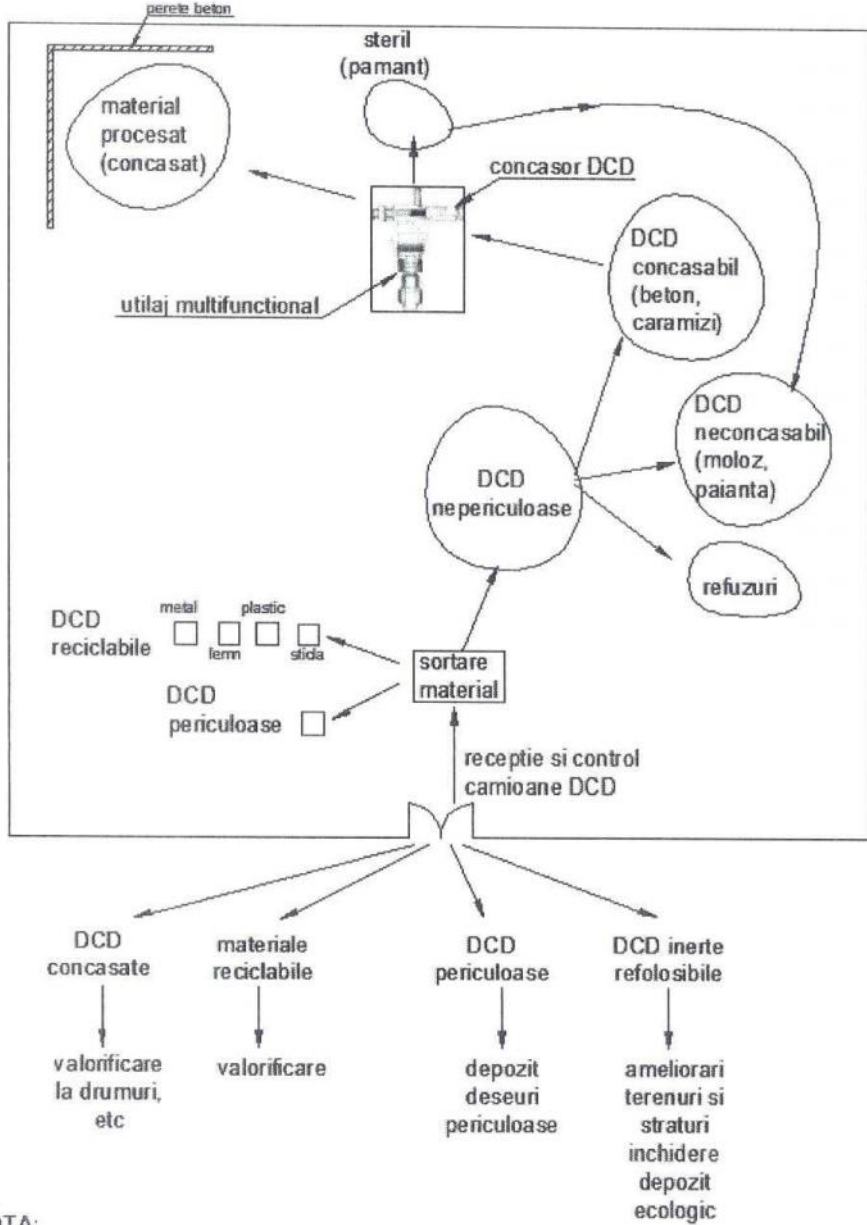 perete beton
steril
(pamant)
material
procesat
(concasat)
concasor DCD
utilaj multifunctional
DCD
concasabil
(beton,
caramizi)
DCD
neconcasabil
(moloz,
paianta)
DCD
nepericuloase
refuzuri
DCD
reciclabile
metal
lemn
plastic
sticla
DCD
periculoase
sortare
material
receptie si control
camioane DCD
DCD
concasate
materiale
reciclabile
DCD
periculoase
DCD inerte
refolosibile
valorificare
la drumuri,
etc
valorificare
depozit
deseuri
periculoase
ameliorari
terenuri si
straturi
inchidere
depozit
ecologic